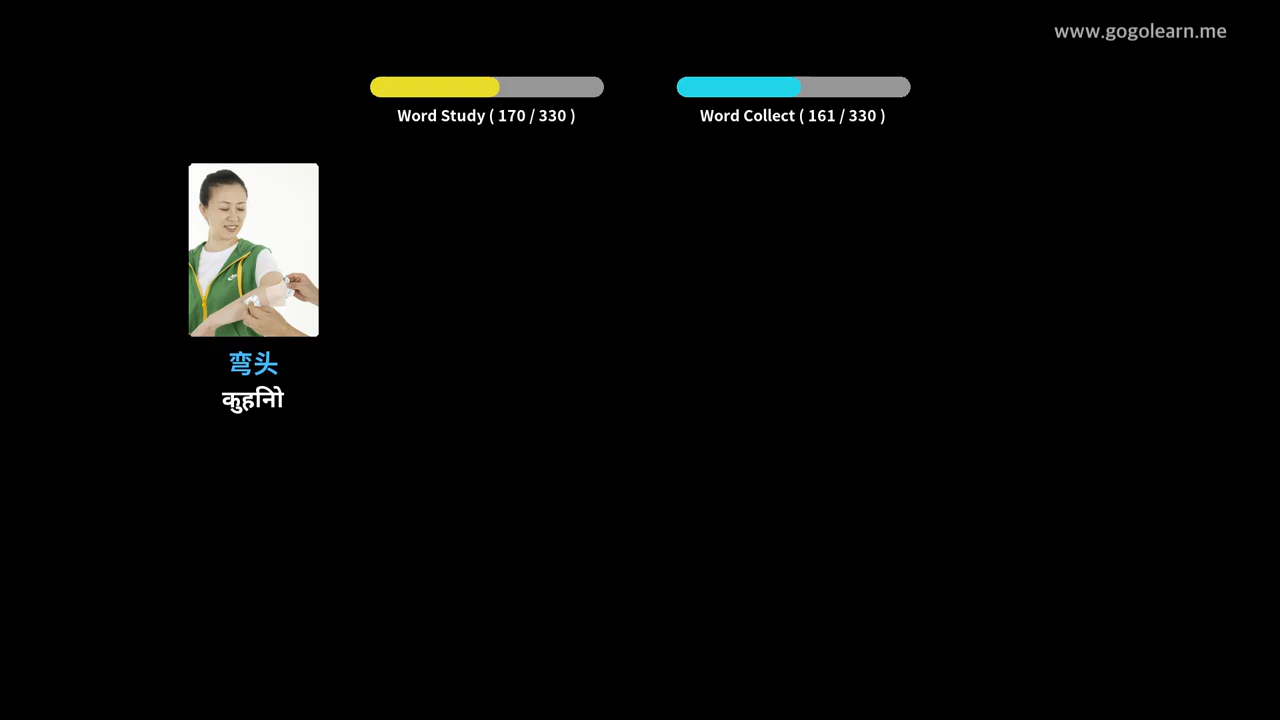 www.gogolearn.me
Word Study ( 170 / 330 )
Word Collect ( 161 / 330 )
弯头
कुहिनो